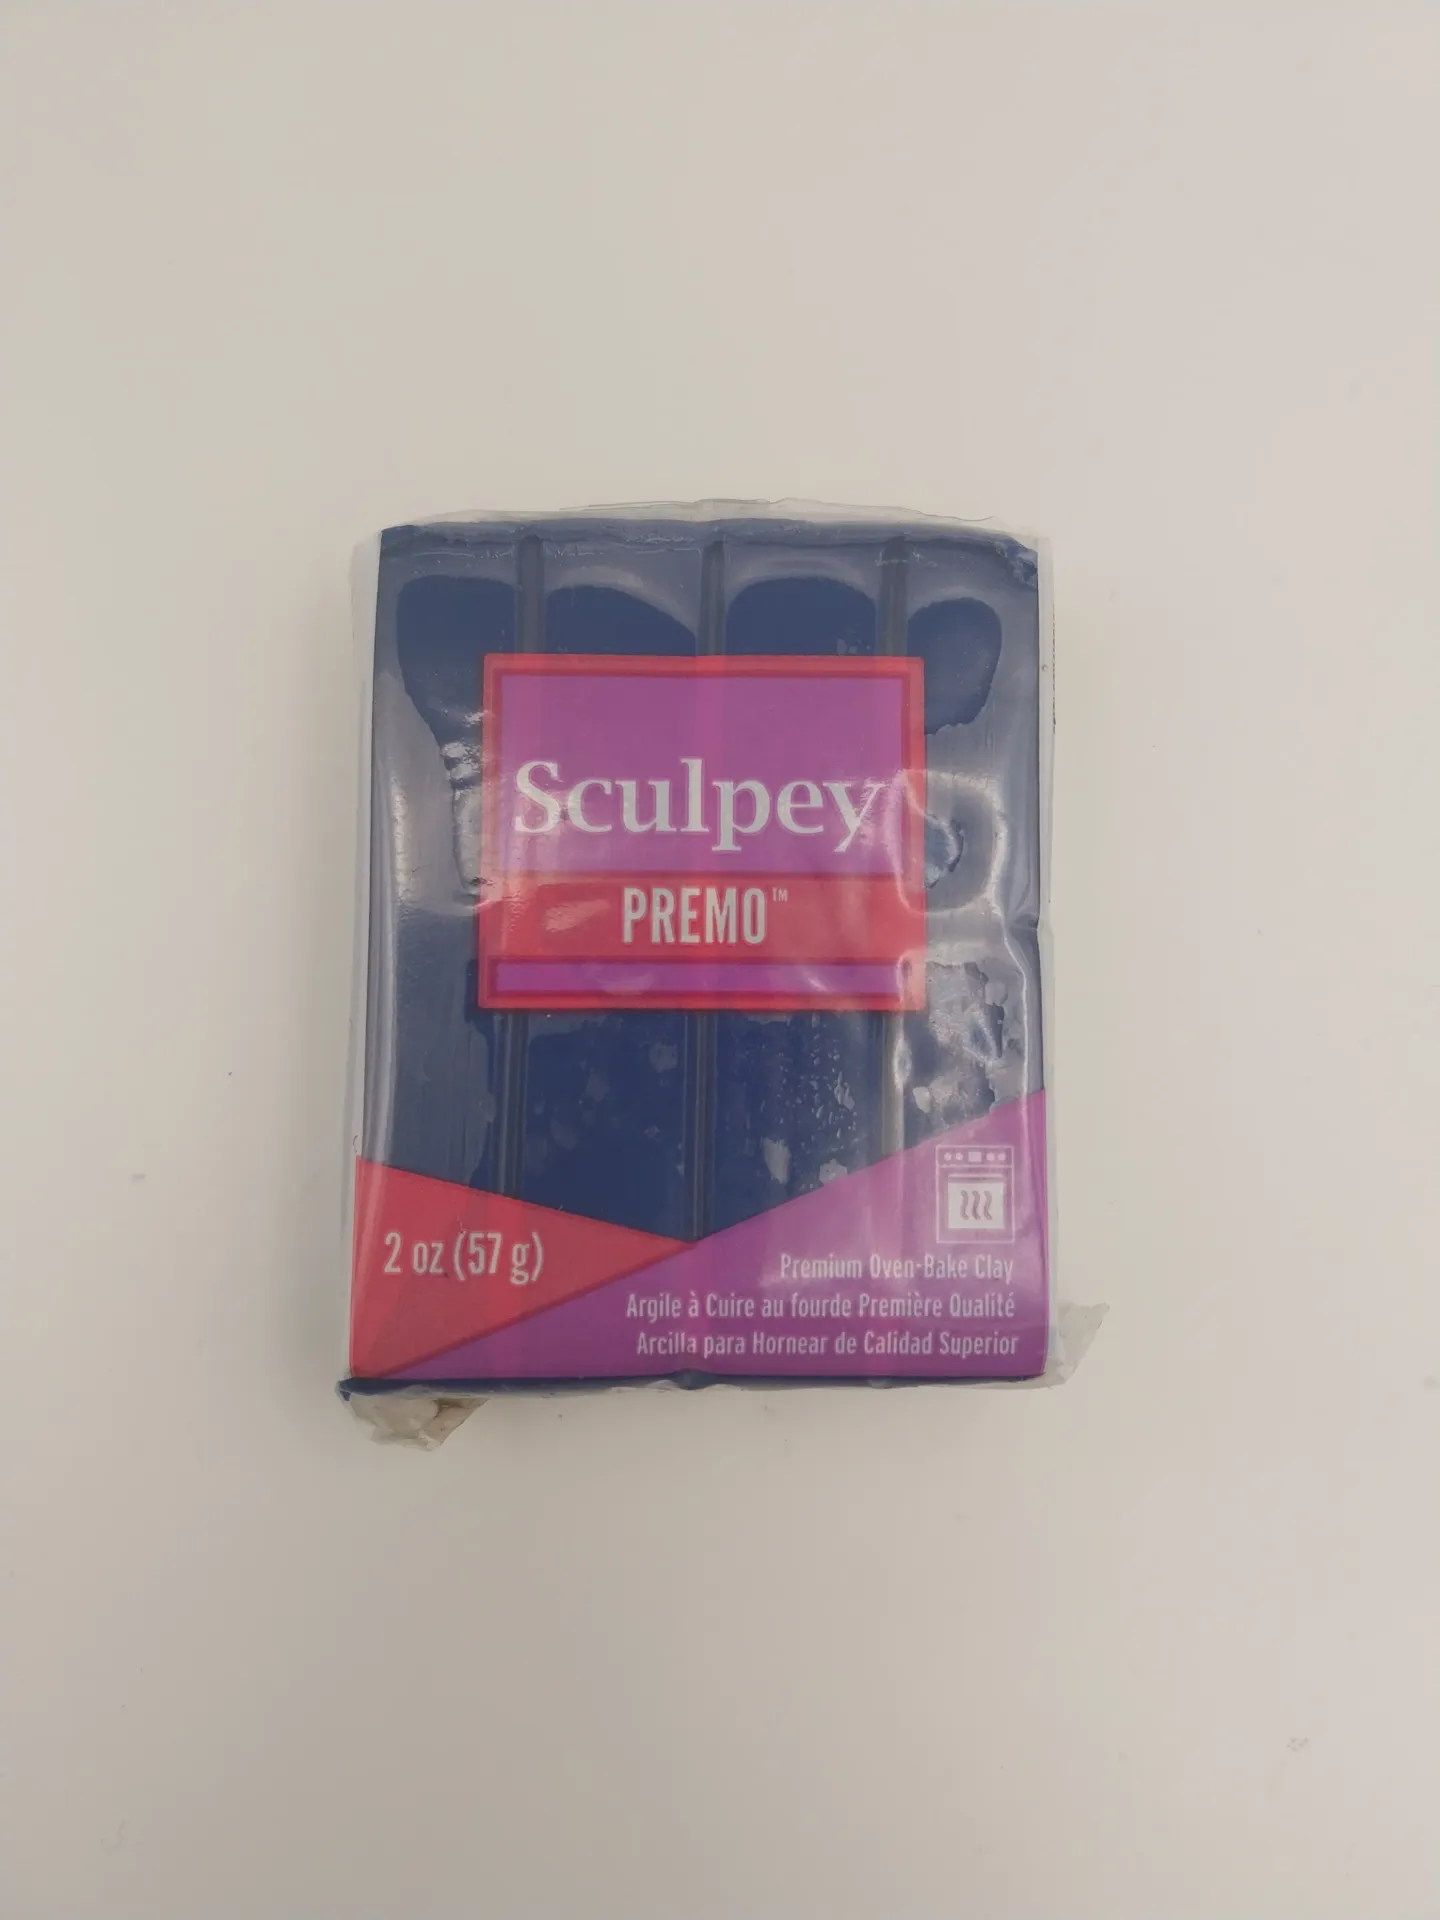 Sculpey
PREMO™
2 oz (57 g)
Premium Oven-Bake Clay
Argile à Cuire au fourde Première Qualité
Arcilla para Hornear de Calidad Superior